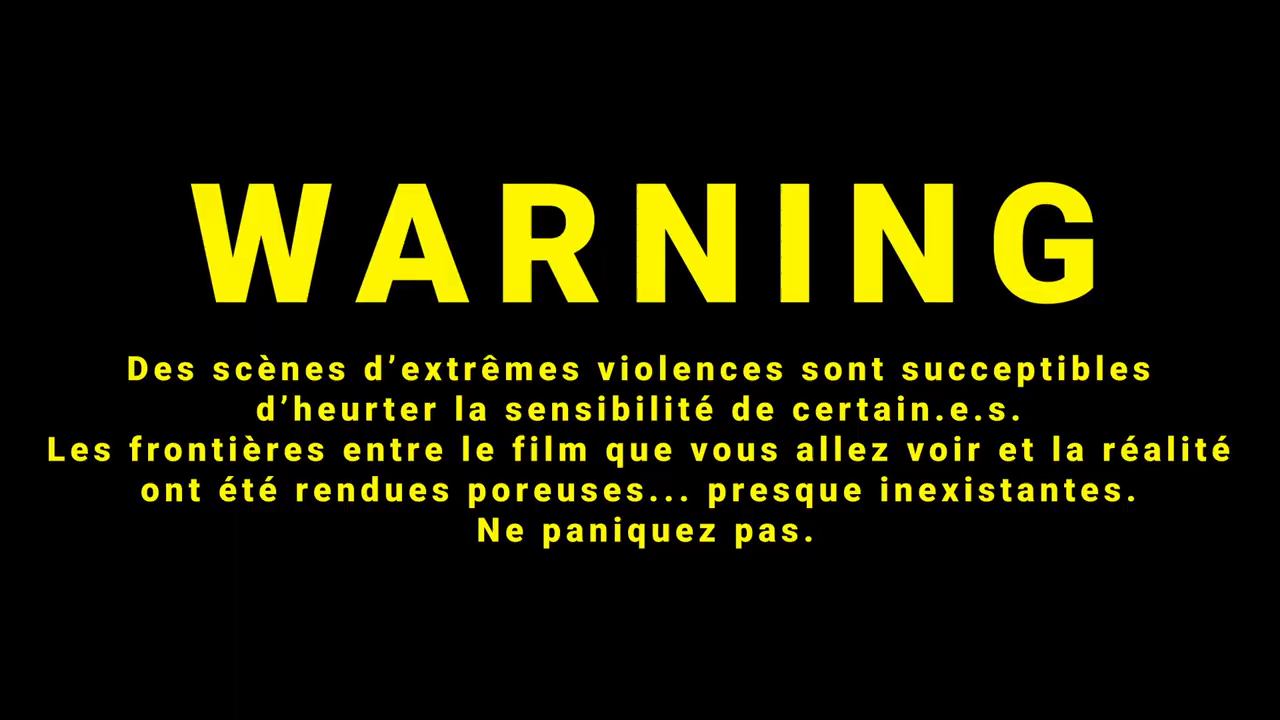 WARNING
Des scènes d’extrêmes violences sont succeptibles
d’heurter la sensibilité de certain.e.s.
Les frontières entre le film que vous allez voir et la réalité
ont été rendues poreuses... presque inexistantes.
Ne paniquez pas.